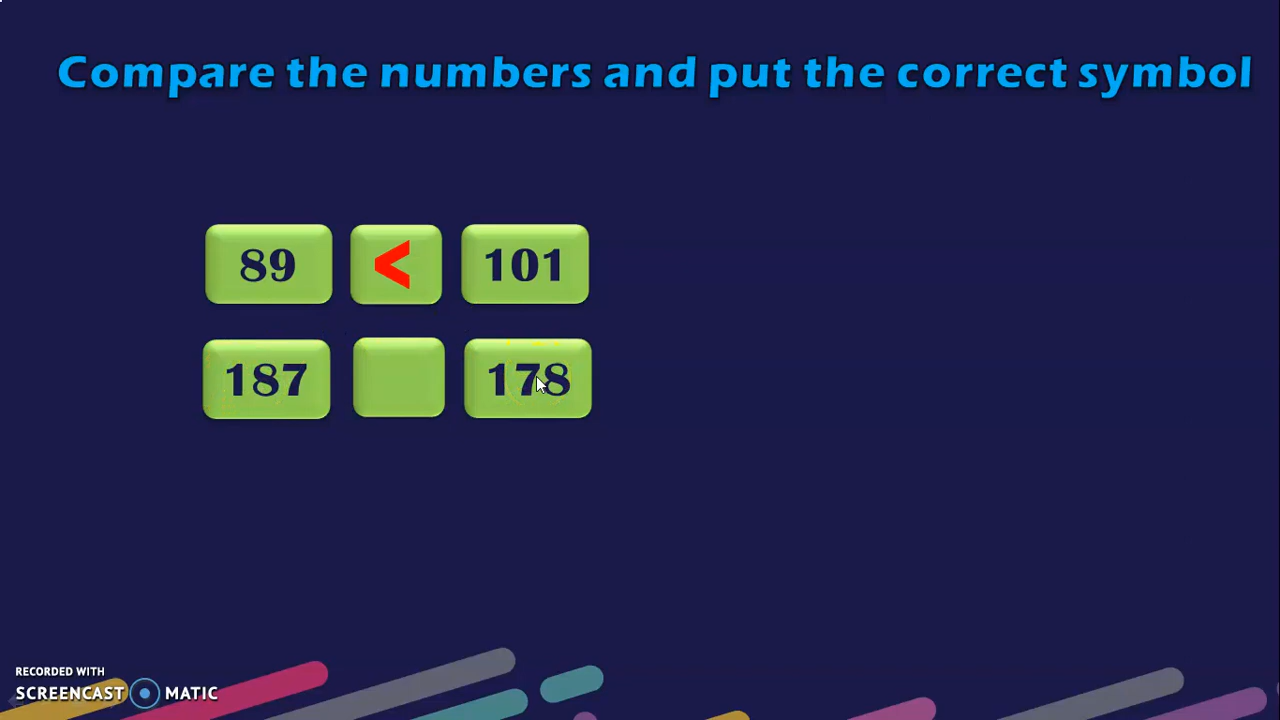 Compare the numbers and put the correct symbol
89 < 101
187 178
RECORDED WITH
SCREENCAST MATIC